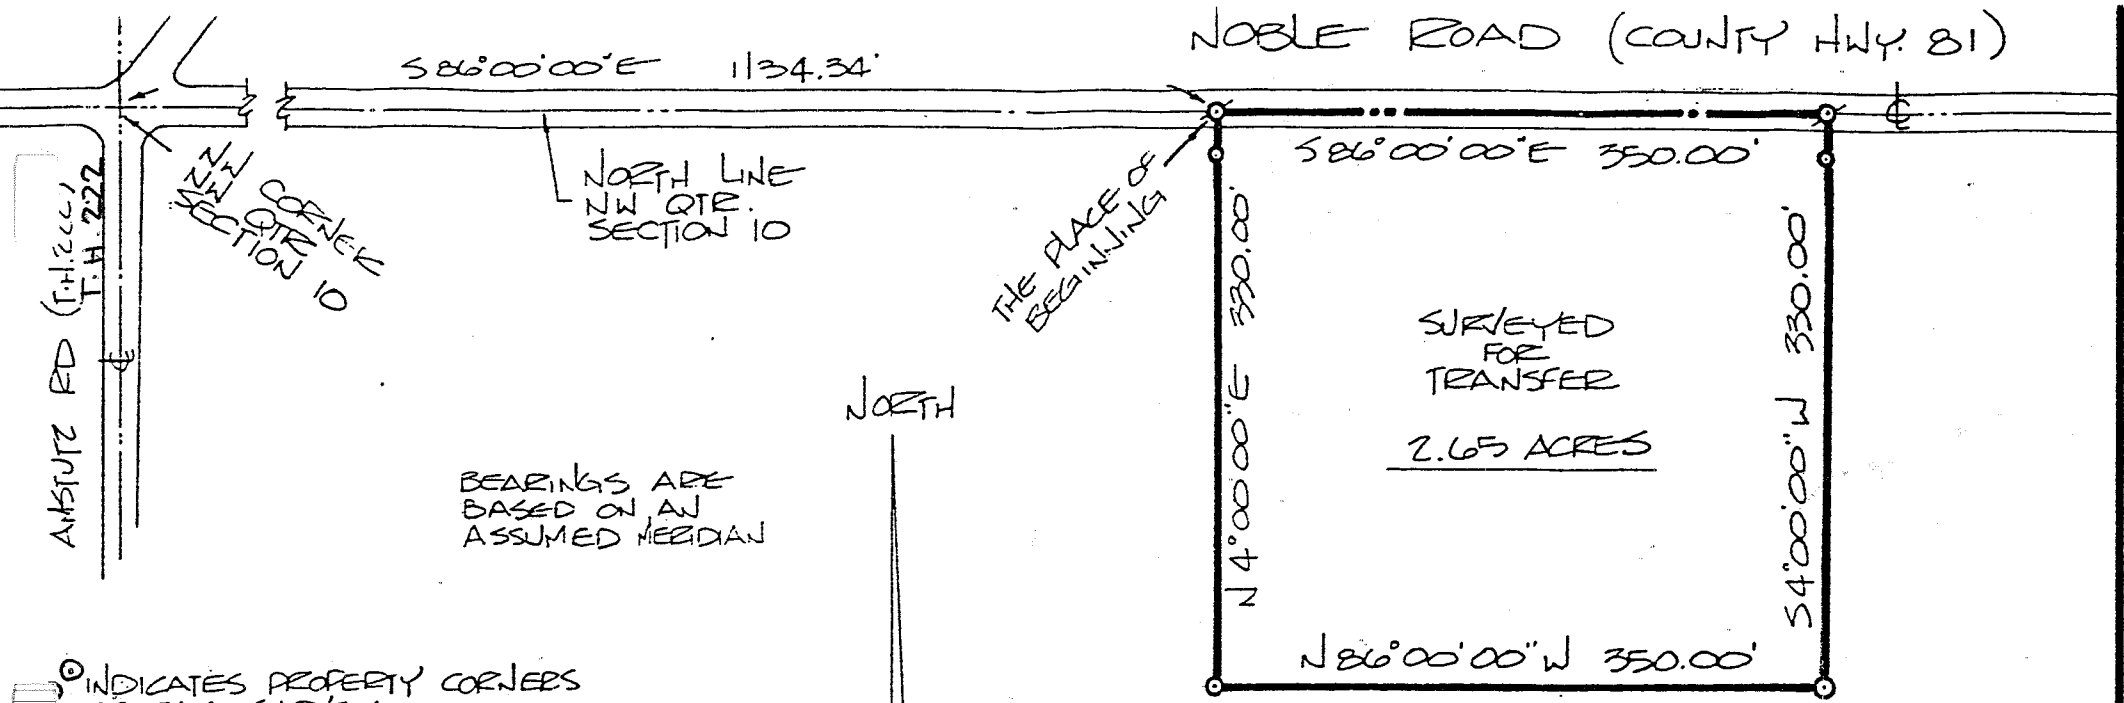 NOBLE ROAD (COUNTY HWY. 81)
S 86°00'00"E 1134.34'
S 86°00'00"E 350.00'
NW CORNER
NW QTR
SECTION 10
T.H. 222
NORTH LINE
NW QTR.
SECTION 10
THE PLACE OF
BEGINNING
N 4°00'00"E 330.00'
S 4°00'00"W 330.00'
SURVEYED
FOR
TRANSFER
2.65 ACRES
RD
NORTH
BEARINGS ARE
BASED ON AN
ASSUMED MERIDIAN
N 86°00'00"W 350.00'
INDICATES PROPERTY CORNERS